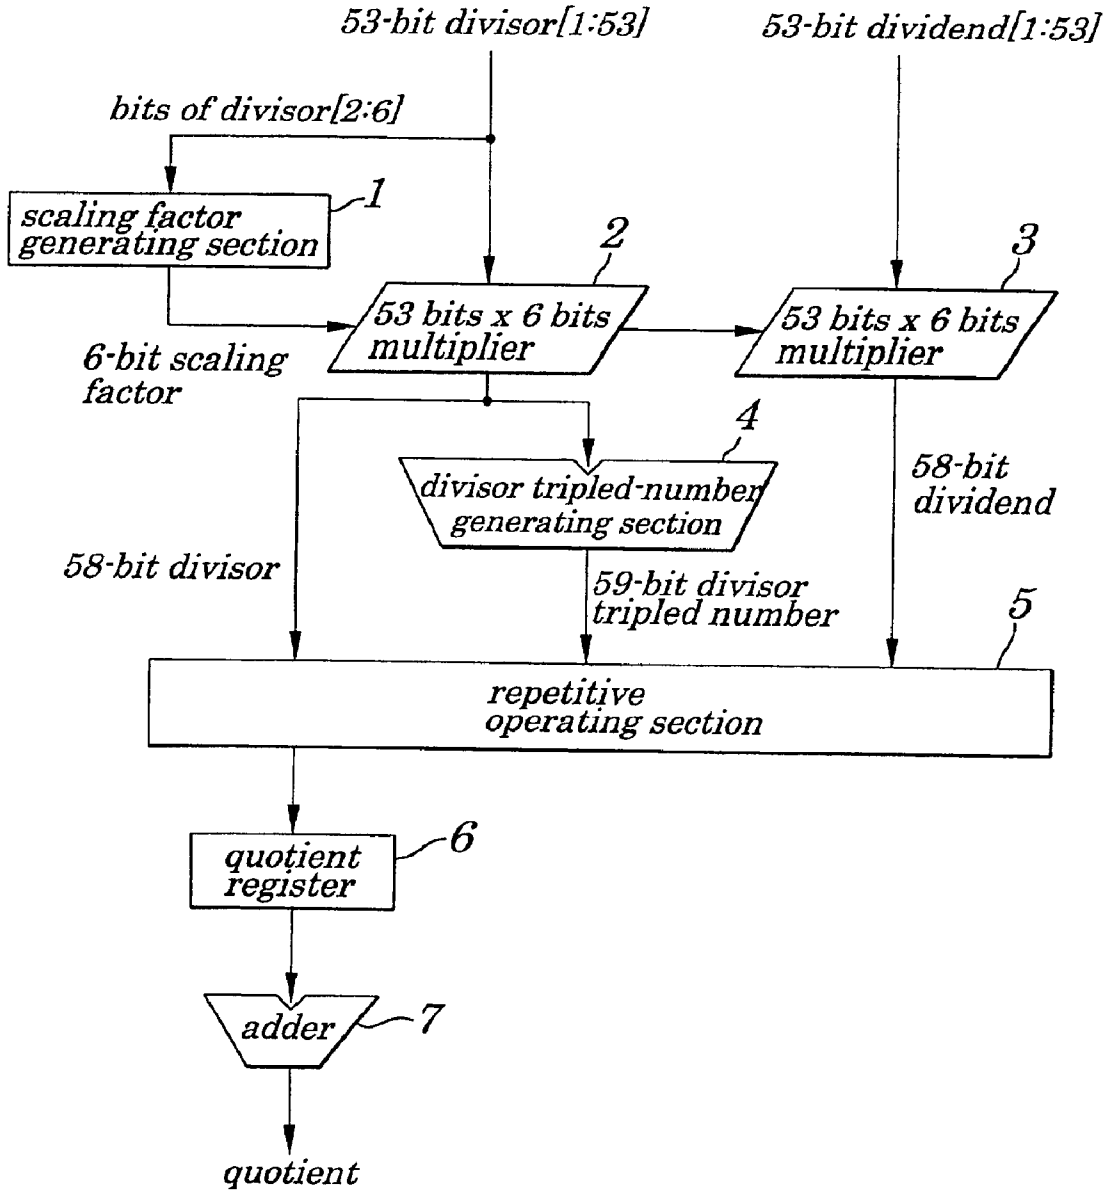 53-bit divisor[1:53]
53-bit dividend[1:53]
bits of divisor[2:6]
1
scaling factor
generating section
2
3
53 bits x 6 bits
multiplier
53 bits x 6 bits
multiplier
6-bit scaling
factor
4
divisor tripled-number
generating section
58-bit
dividend
58-bit divisor
59-bit divisor
tripled number
5
repetitive
operating section
6
quotient
register
7
adder
quotient